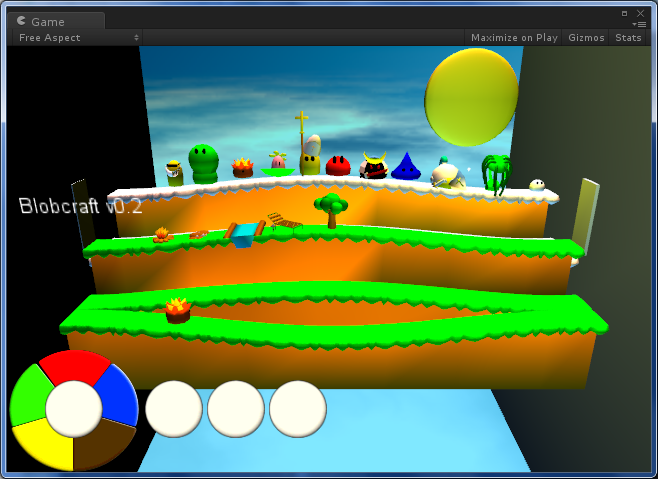 Game
Free Aspect
Maximize on Play
Gizmos
Stats
Blobcraft v0.2